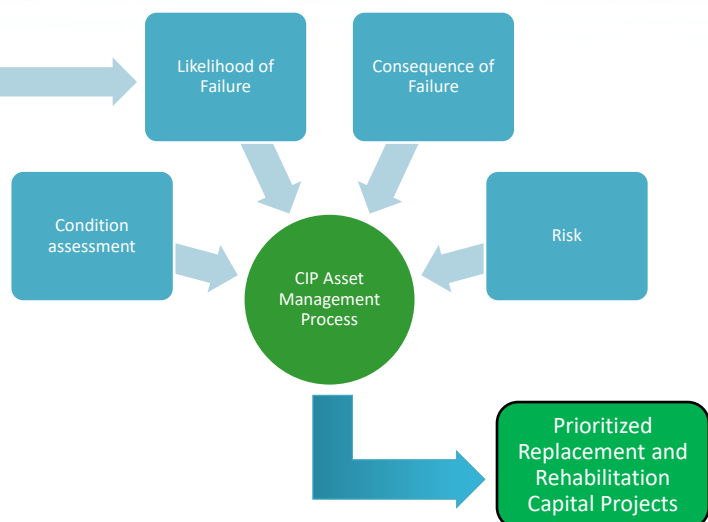 Likelihood of
Failure
Consequence of
Failure
Condition
assessment
Risk
CIP Asset
Management
Process
Prioritized
Replacement and
Rehabilitation
Capital Projects